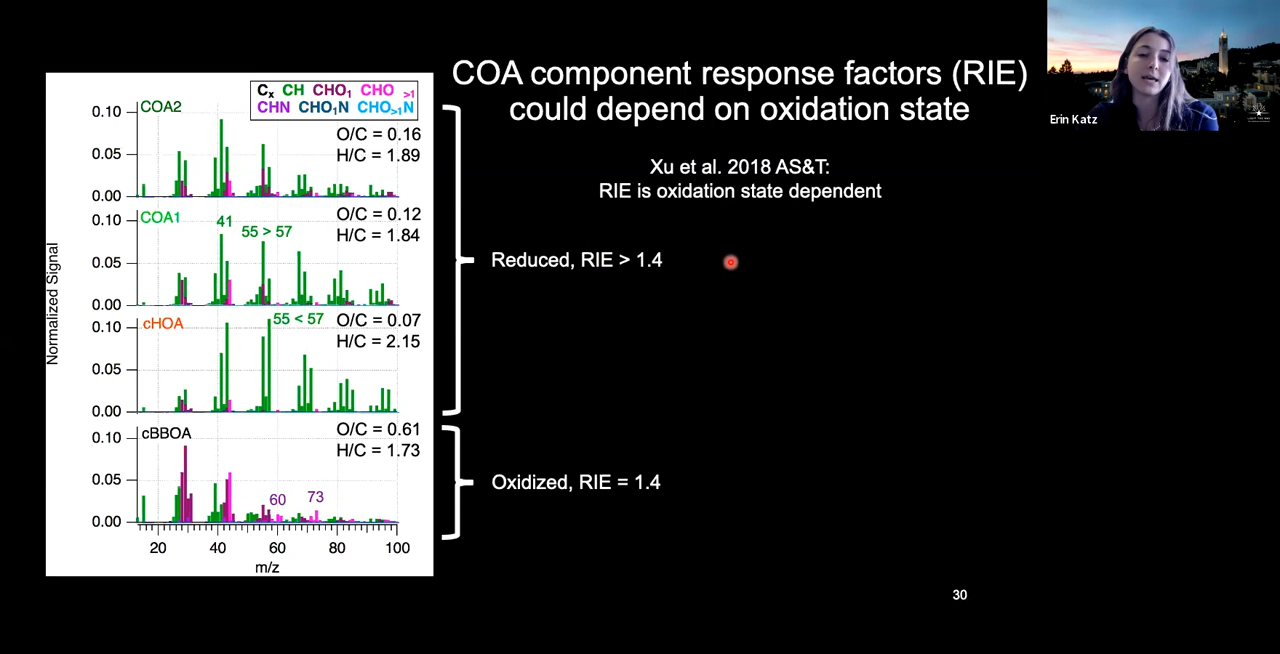 COA component response factors (RIE)
could depend on oxidation state
Xu et al. 2018 AS&T:
RIE is oxidation state dependent
Erin Katz
Cx CH CHO1 CHO >1
CHN CHO1N CHO>1N
COA2
O/C = 0.16
H/C = 1.89
0.10
0.05
0.00
COA1
41
55 > 57
O/C = 0.12
H/C = 1.84
0.10
0.05
0.00
cHOA
55 < 57
O/C = 0.07
H/C = 2.15
0.10
0.05
0.00
cBBOA
O/C = 0.61
H/C = 1.73
0.10
0.05
0.00
60
73
20 40 60 80 100
m/z
Normalized Signal
Reduced, RIE > 1.4
Oxidized, RIE = 1.4
30